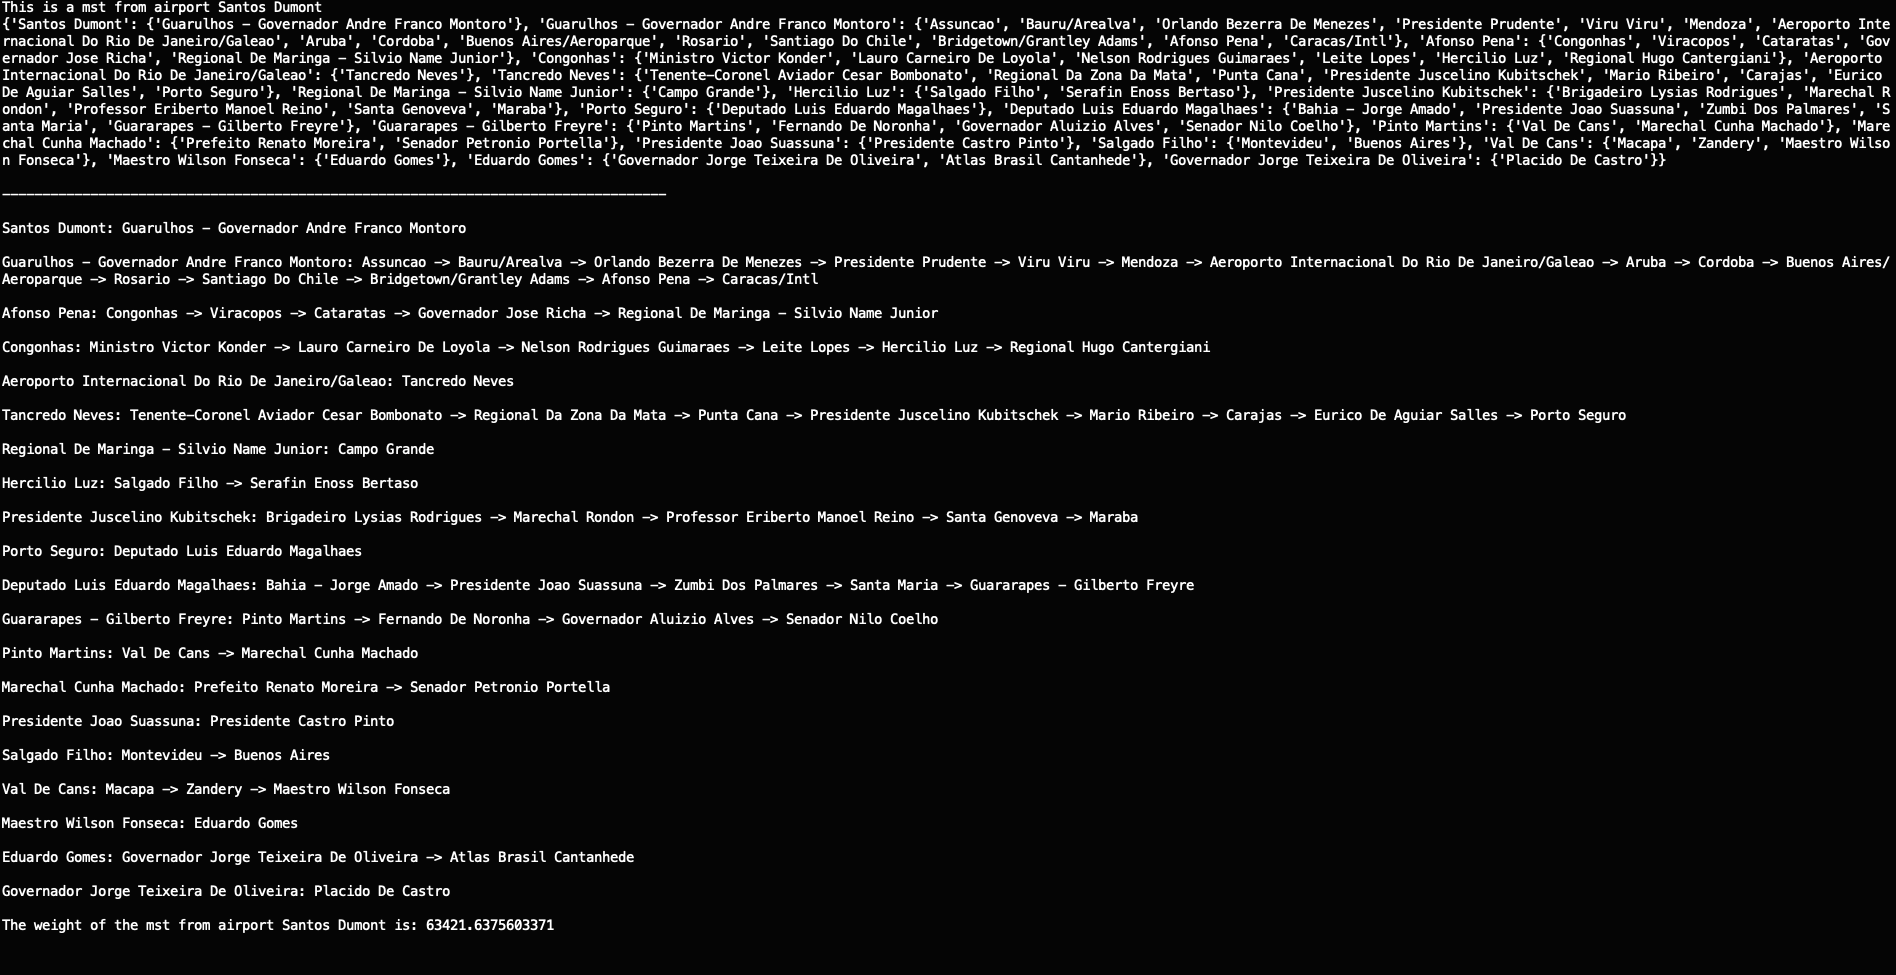 This is a mst from airport Santos Dumont
{'Santos Dumont': {'Guarulhos - Governador Andre Franco Montoro'}, 'Guarulhos - Governador Andre Franco Montoro': {'Assuncao', 'Bauru/Arealva', 'Orlando Bezerra De Menezes', 'Presidente Prudente', 'Viru Viru', 'Mendoza', 'Aeroporto Inte
rnacional Do Rio De Janeiro/Galeao', 'Aruba', 'Cordoba', 'Buenos Aires/Aeroparque', 'Rosario', 'Santiago Do Chile', 'Bridgetown/Grantley Adams', 'Afonso Pena', 'Caracas/Intl'}, 'Afonso Pena': {'Congonhas', 'Viracopos', 'Cataratas', 'Gov
ernador Jose Richa', 'Regional De Maringa - Silvio Name Junior'}, 'Congonhas': {'Ministro Victor Konder', 'Lauro Carneiro De Loyola', 'Nelson Rodrigues Guimaraes', 'Leite Lopes', 'Hercilio Luz', 'Regional Hugo Cantergiani'}, 'Aeroporto 
Internacional Do Rio De Janeiro/Galeao': {'Tancredo Neves'}, 'Tancredo Neves': {'Tenente-Coronel Aviador Cesar Bombonato', 'Regional Da Zona Da Mata', 'Punta Cana', 'Presidente Juscelino Kubitschek', 'Mario Ribeiro', 'Carajas', 'Eurico 
De Aguiar Salles', 'Porto Seguro'}, 'Regional De Maringa - Silvio Name Junior': {'Campo Grande'}, 'Hercilio Luz': {'Salgado Filho', 'Serafin Enoss Bertaso'}, 'Presidente Juscelino Kubitschek': {'Brigadeiro Lysias Rodrigues', 'Marechal R
ondon', 'Professor Eriberto Manoel Reino', 'Santa Genoveva', 'Maraba'}, 'Porto Seguro': {'Deputado Luis Eduardo Magalhaes'}, 'Deputado Luis Eduardo Magalhaes': {'Bahia - Jorge Amado', 'Presidente Joao Suassuna', 'Zumbi Dos Palmares', 'S
anta Maria', 'Guararapes - Gilberto Freyre'}, 'Guararapes - Gilberto Freyre': {'Pinto Martins', 'Fernando De Noronha', 'Governador Aluizio Alves', 'Senador Nilo Coelho'}, 'Pinto Martins': {'Val De Cans', 'Marechal Cunha Machado'}, 'Mare
chal Cunha Machado': {'Prefeito Renato Moreira', 'Senador Petronio Portella'}, 'Presidente Joao Suassuna': {'Presidente Castro Pinto'}, 'Salgado Filho': {'Montevideu', 'Buenos Aires'}, 'Val De Cans': {'Macapa', 'Zandery', 'Maestro Wilso
n Fonseca'}, 'Maestro Wilson Fonseca': {'Eduardo Gomes'}, 'Eduardo Gomes': {'Governador Jorge Teixeira De Oliveira', 'Atlas Brasil Cantanhede'}, 'Governador Jorge Teixeira De Oliveira': {'Placido De Castro'}}
-----------------------------------------------------------------------------------
Santos Dumont: Guarulhos - Governador Andre Franco Montoro
Guarulhos - Governador Andre Franco Montoro: Assuncao -> Bauru/Arealva -> Orlando Bezerra De Menezes -> Presidente Prudente -> Viru Viru -> Mendoza -> Aeroporto Internacional Do Rio De Janeiro/Galeao -> Aruba -> Cordoba -> Buenos Aires/
Aeroparque -> Rosario -> Santiago Do Chile -> Bridgetown/Grantley Adams -> Afonso Pena -> Caracas/Intl
Afonso Pena: Congonhas -> Viracopos -> Cataratas -> Governador Jose Richa -> Regional De Maringa - Silvio Name Junior
Congonhas: Ministro Victor Konder -> Lauro Carneiro De Loyola -> Nelson Rodrigues Guimaraes -> Leite Lopes -> Hercilio Luz -> Regional Hugo Cantergiani
Aeroporto Internacional Do Rio De Janeiro/Galeao: Tancredo Neves
Tancredo Neves: Tenente-Coronel Aviador Cesar Bombonato -> Regional Da Zona Da Mata -> Punta Cana -> Presidente Juscelino Kubitschek -> Mario Ribeiro -> Carajas -> Eurico De Aguiar Salles -> Porto Seguro
Regional De Maringa - Silvio Name Junior: Campo Grande
Hercilio Luz: Salgado Filho -> Serafin Enoss Bertaso
Presidente Juscelino Kubitschek: Brigadeiro Lysias Rodrigues -> Marechal Rondon -> Professor Eriberto Manoel Reino -> Santa Genoveva -> Maraba
Porto Seguro: Deputado Luis Eduardo Magalhaes
Deputado Luis Eduardo Magalhaes: Bahia - Jorge Amado -> Presidente Joao Suassuna -> Zumbi Dos Palmares -> Santa Maria -> Guararapes - Gilberto Freyre
Guararapes - Gilberto Freyre: Pinto Martins -> Fernando De Noronha -> Governador Aluizio Alves -> Senador Nilo Coelho
Pinto Martins: Val De Cans -> Marechal Cunha Machado
Marechal Cunha Machado: Prefeito Renato Moreira -> Senador Petronio Portella
Presidente Joao Suassuna: Presidente Castro Pinto
Salgado Filho: Montevideu -> Buenos Aires
Val De Cans: Macapa -> Zandery -> Maestro Wilson Fonseca
Maestro Wilson Fonseca: Eduardo Gomes
Eduardo Gomes: Governador Jorge Teixeira De Oliveira -> Atlas Brasil Cantanhede
Governador Jorge Teixeira De Oliveira: Placido De Castro
The weight of the mst from airport Santos Dumont is: 63421.6375603371